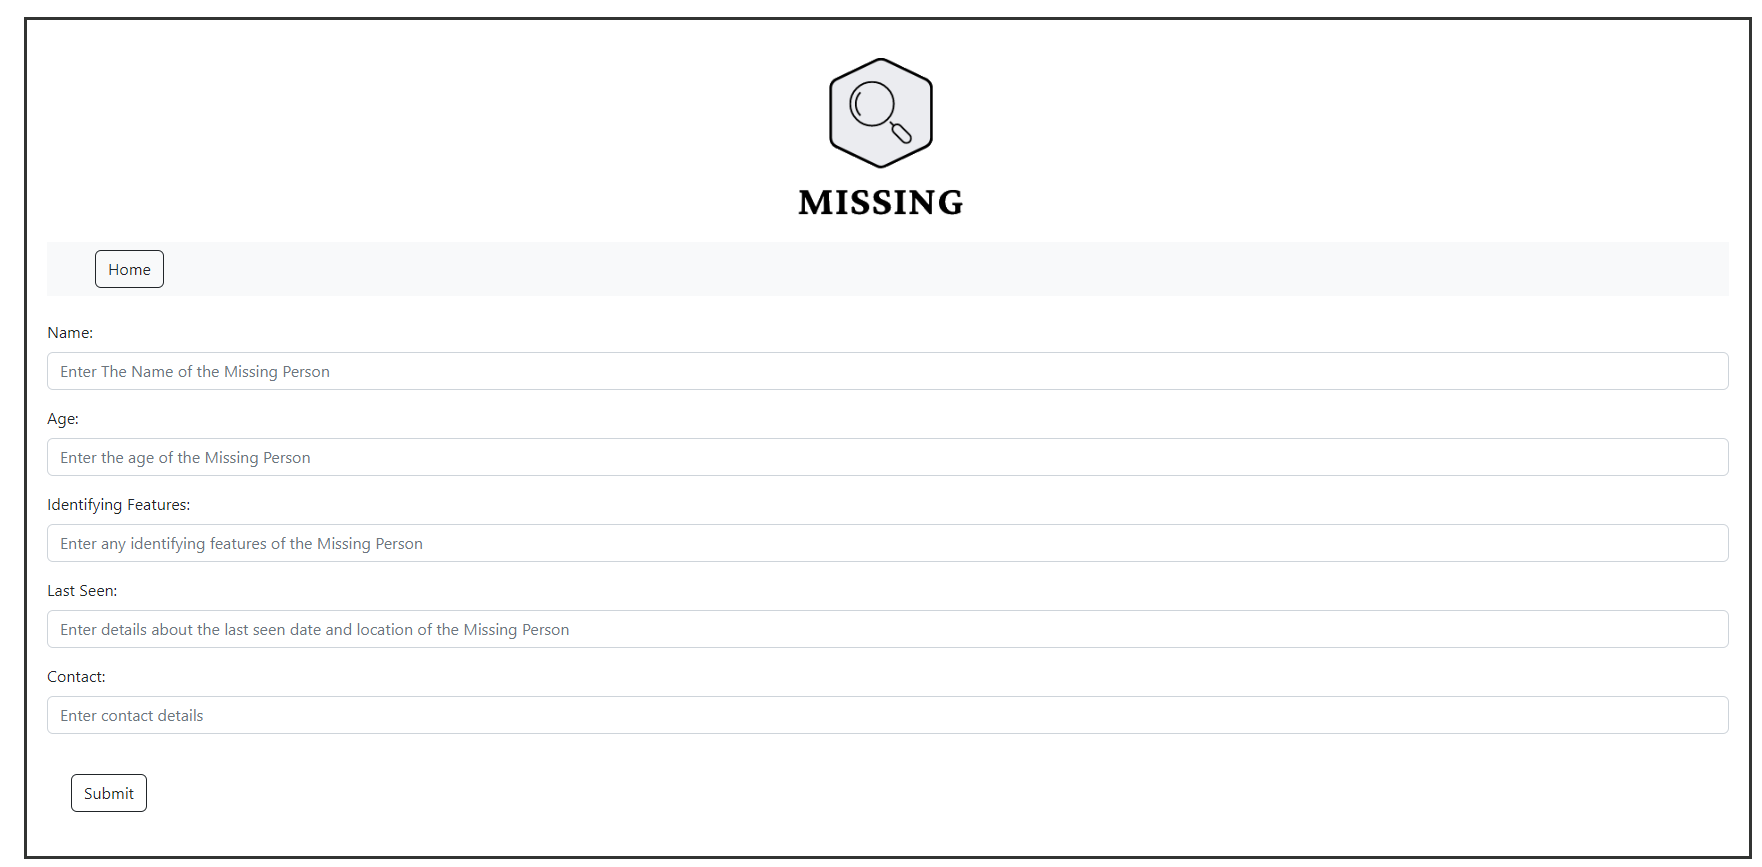 MISSING
Home
Name:
Enter The Name of the Missing Person
Age:
Enter the age of the Missing Person
Identifying Features:
Enter any identifying features of the Missing Person
Last Seen:
Enter details about the last seen date and location of the Missing Person
Contact:
Enter contact details
Submit